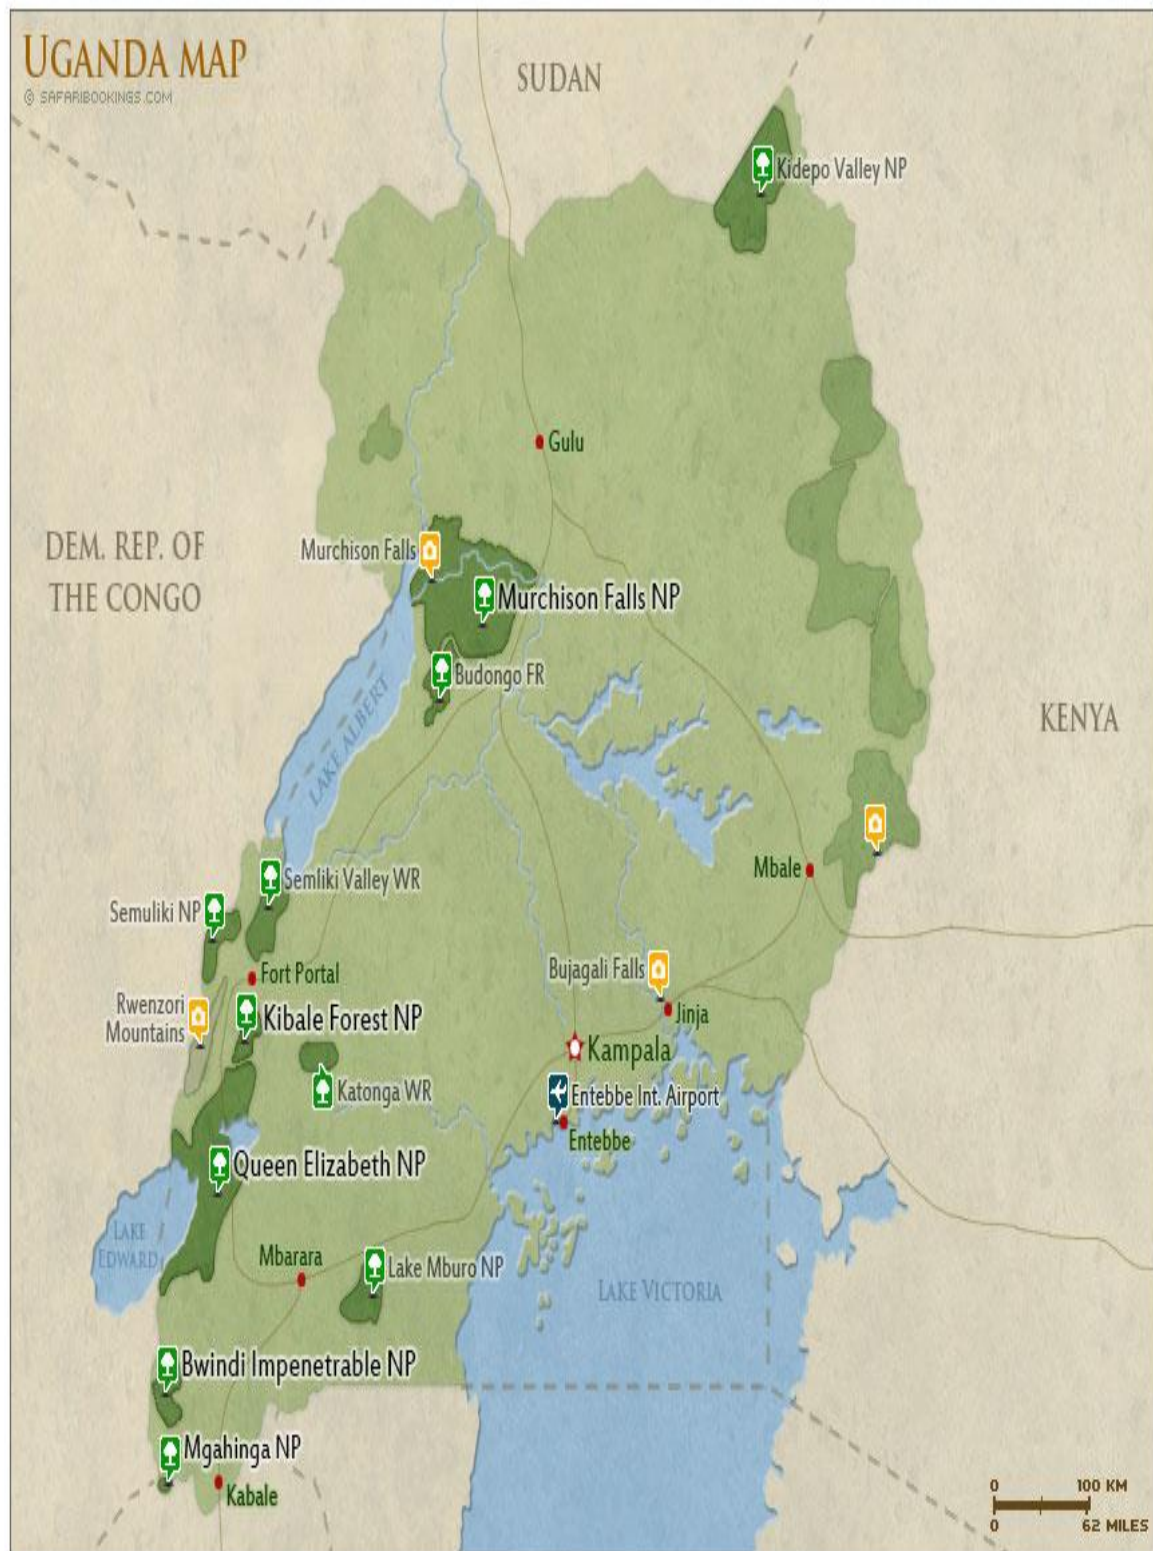 UGANDA MAP
© SAFARIBOOKINGS.COM
SUDAN
Kidepo Valley NP
Gulu
DEM. REP. OF
THE CONGO
Murchison Falls
Murchison Falls NP
Budongo FR
LAKE ALBERT
KENYA
Mbale
Semliki Valley WR
Semuliki NP
Fort Portal
Bujagali Falls
Rwenzori
Mountains
Kibale Forest NP
Jinja
Kampala
Katonga WR
Entebbe Int. Airport
Entebbe
Queen Elizabeth NP
LAKE
EDWARD
Mbarara
Lake Mburo NP
LAKE VICTORIA
Bwindi Impenetrable NP
Mgahinga NP
Kabale
0 100 KM
0 62 MILES